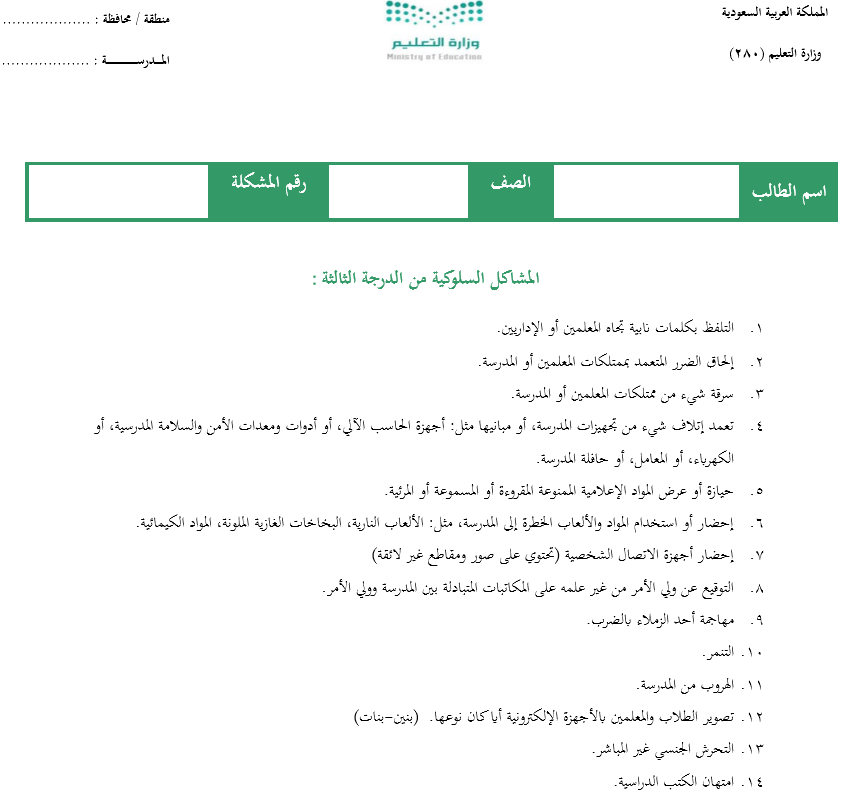 المملكة العربية السعودية
وزارة التعليم (٢٨٠)
وزارة التعليم
Ministry of Education
منطقة / محافظة : ...................
المـدرســـــــة : ...................
اسم الطالب
الصف
رقم المشكلة
المشاكل السلوكية من الدرجة الثالثة :
١. التلفظ بكلمات نابية تجاه المعلمين أو الإداريين.
٢. إلحاق الضرر المتعمد بممتلكات المعلمين أو المدرسة.
٣. سرقة شيء من ممتلكات المعلمين أو المدرسة.
٤. تعمد إتلاف شيء من تجهيزات المدرسة، أو مبانيها مثل: أجهزة الحاسب الآلي، أو أدوات ومعدات الأمن والسلامة المدرسية، أو
الكهرباء، أو المعامل، أو حافلة المدرسة.
٥. حيازة أو عرض المواد الإعلامية الممنوعة المقروءة أو المسموعة أو المرئية.
٦. إحضار أو استخدام المواد والألعاب الخطرة إلى المدرسة، مثل: الألعاب النارية، البخاخات الغازية الملونة، المواد الكيمائية.
٧. إحضار أجهزة الاتصال الشخصية (تحتوي على صور ومقاطع غير لائقة)
٨. التوقيع عن ولي الأمر من غير علمه على المكاتبات المتبادلة بين المدرسة وولي الأمر.
٩. مهاجمة أحد الزملاء بالضرب.
١٠. التنمر.
١١. الهروب من المدرسة.
١٢. تصوير الطلاب والمعلمين بالأجهزة الإلكترونية أياكان نوعها. (بنين-بنات)
١٣. التحرش الجنسي غير المباشر.
١٤. امتهان الكتب الدراسية.